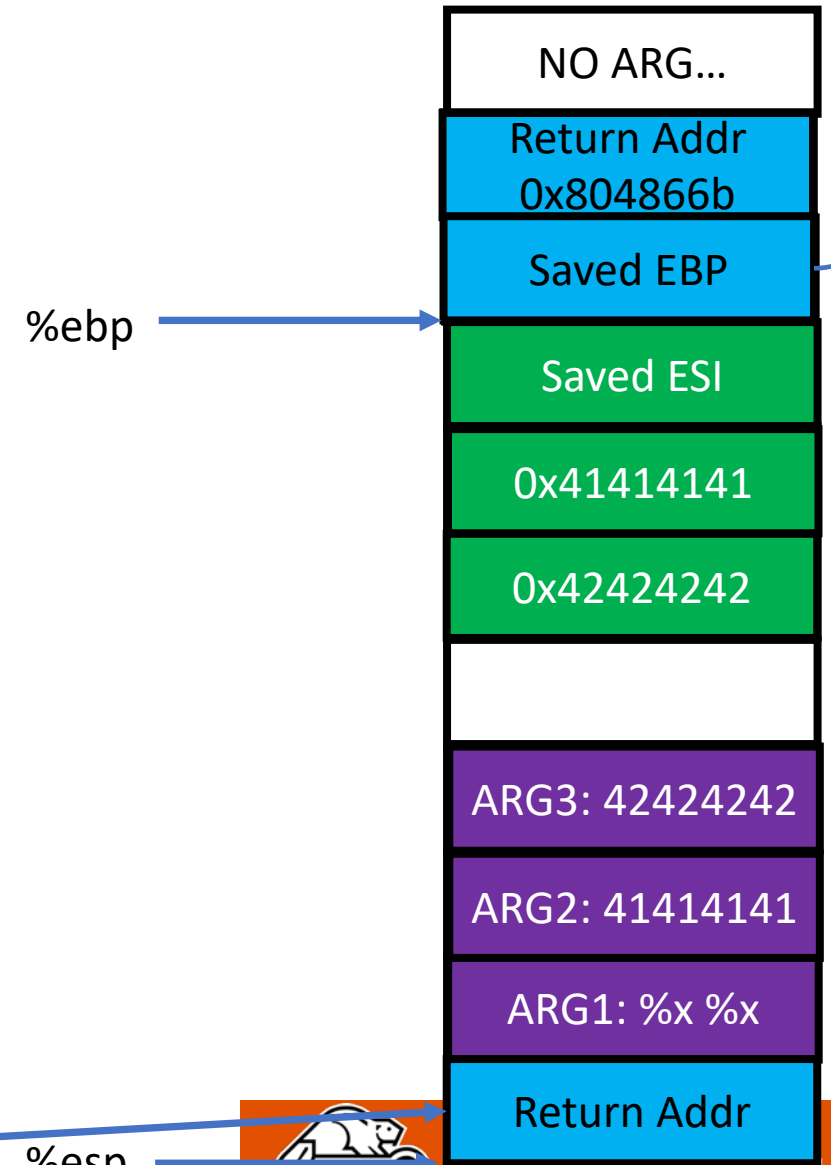 NO ARG…
Return Addr
0x804866b
Saved EBP
%ebp
Saved ESI
0x41414141
0x42424242
ARG3: 42424242
ARG2: 41414141
ARG1: %x %x
Return Addr
%esp